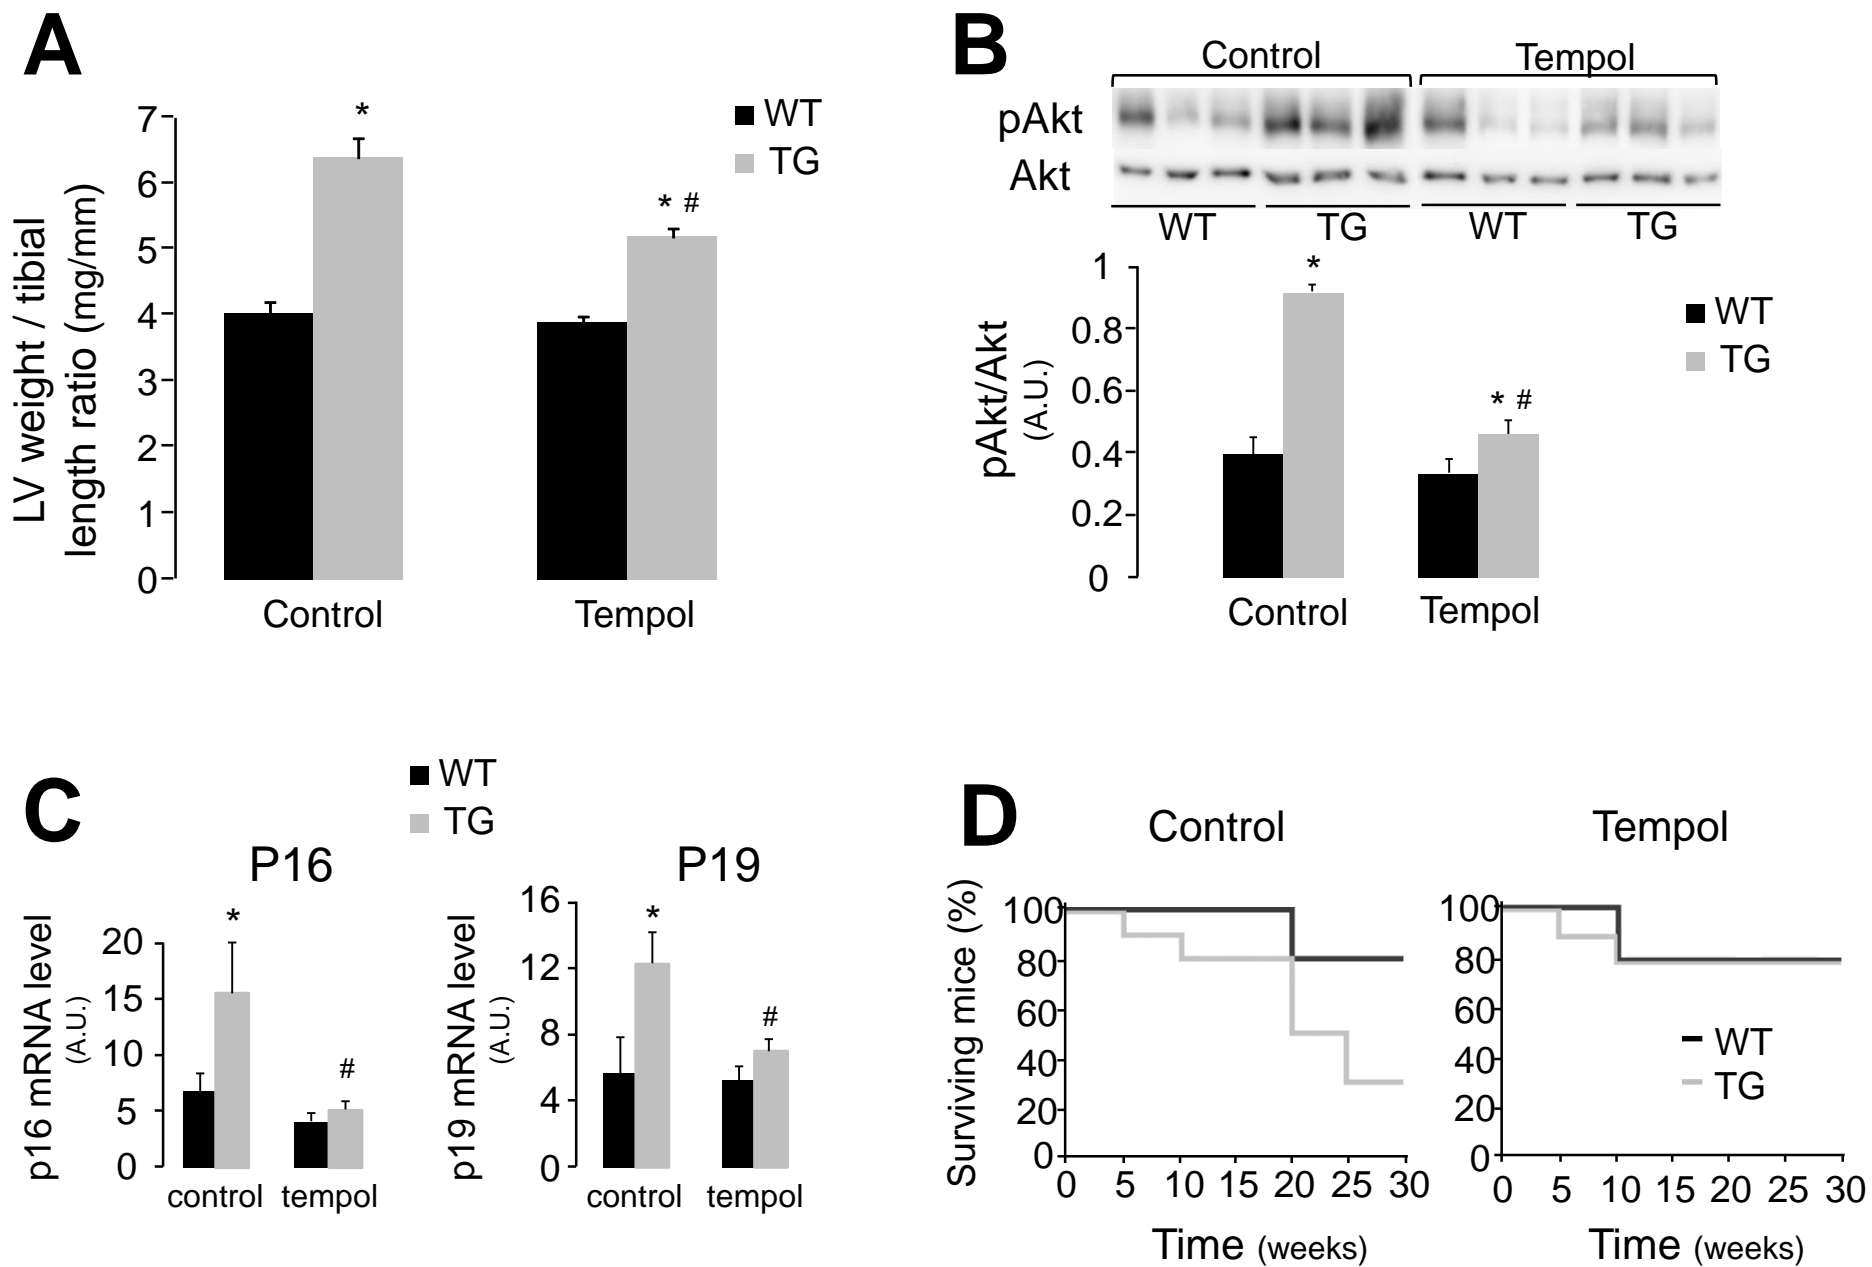 A
LV weight / tibial
length ratio (mg/mm)
7
6
5
4
3
2
1
0
*
* #
WT
TG
Control
Tempol
B
Control
Tempol
pAkt
Akt
WT
TG
WT
TG
pAkt/Akt
(A.U.)
1
0.8
0.6
0.4
0.2
0
*
* #
WT
TG
Control
Tempol
C
WT
TG
P16
p16 mRNA level
(A.U.)
20
15
10
5
0
*
#
control
tempol
P19
p19 mRNA level
(A.U.)
16
12
8
4
0
*
#
control
tempol
D
Control
Surviving mice (%)
100
80
60
40
20
0
0 5 10 15 20 25 30
Time (weeks)
Tempol
100
80
60
40
20
0
WT
TG
0 5 10 15 20 25 30
Time (weeks)